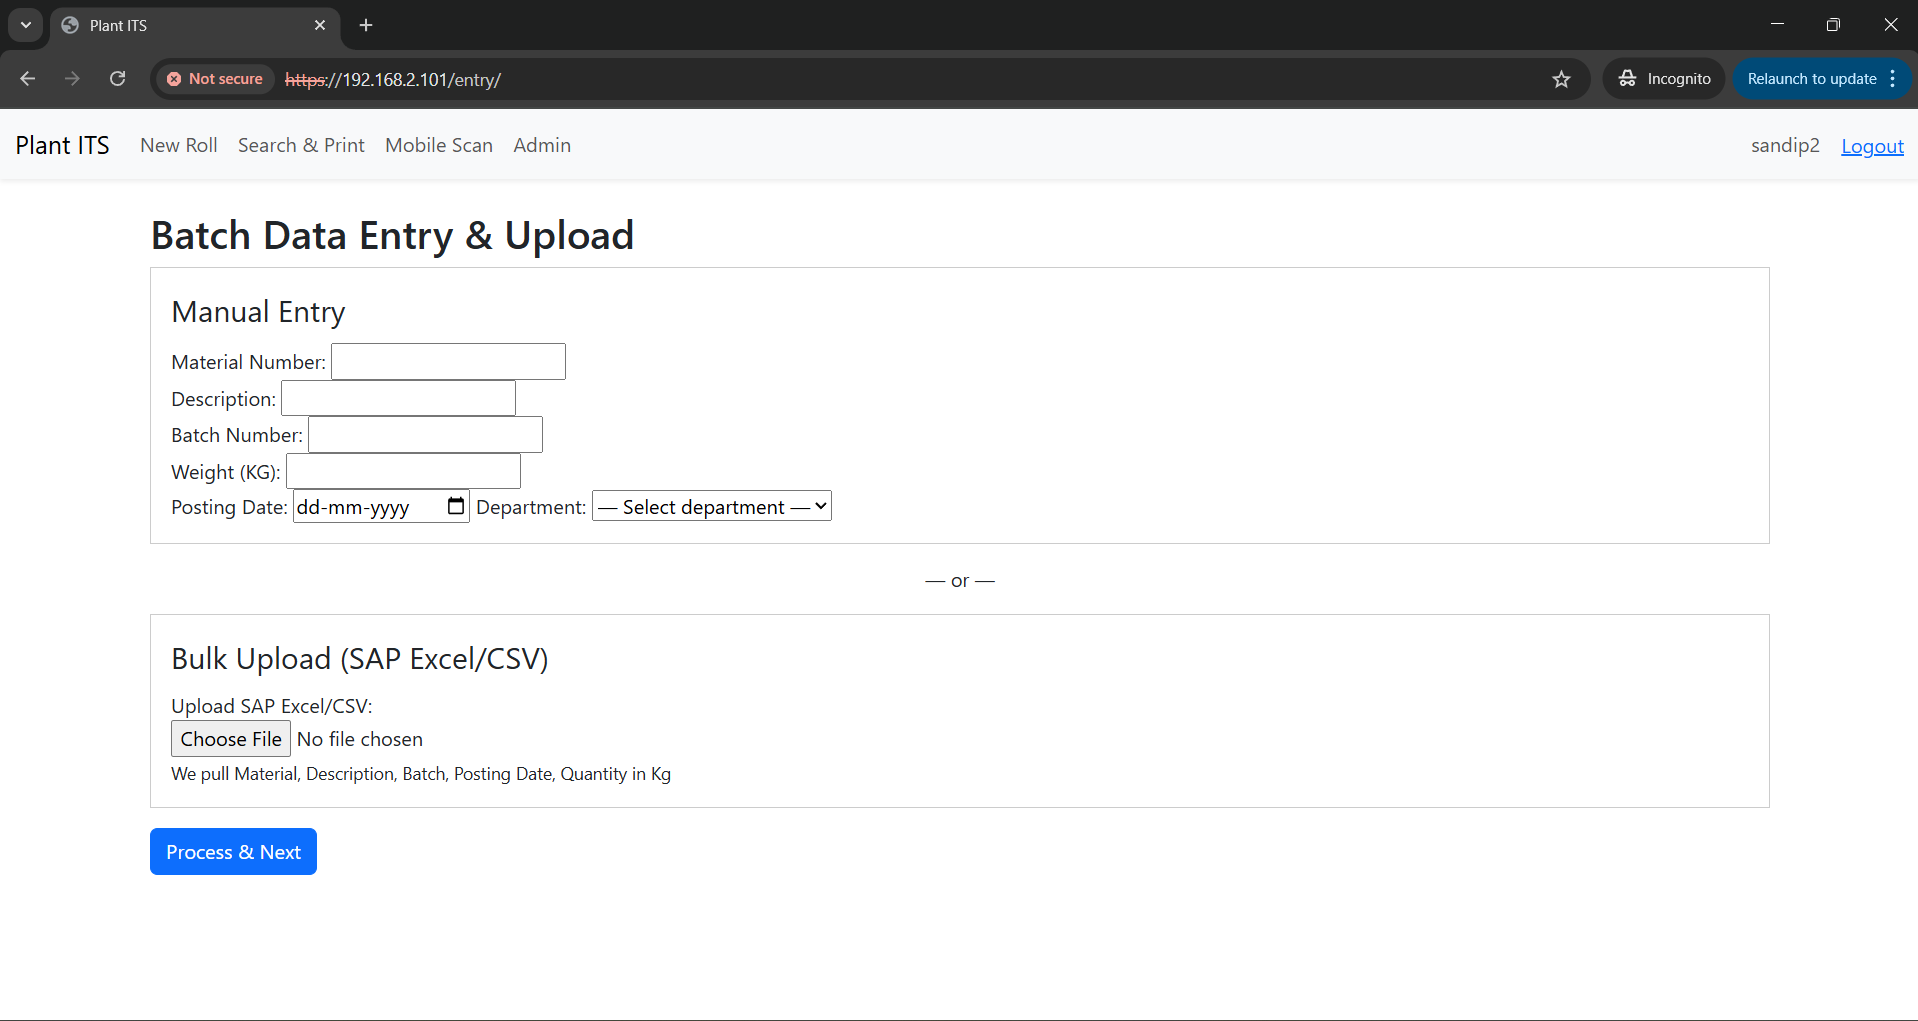 Plant ITS
Not secure https://192.168.2.101/entry/ Incognito Relaunch to update
Plant ITS New Roll Search & Print Mobile Scan Admin sandip2 Logout
Batch Data Entry & Upload
Manual Entry
Material Number:
Description:
Batch Number:
Weight (KG):
Posting Date: dd-mm-yyyy Department: — Select department —
— or —
Bulk Upload (SAP Excel/CSV)
Upload SAP Excel/CSV:
Choose File No file chosen
We pull Material, Description, Batch, Posting Date, Quantity in Kg
Process & Next